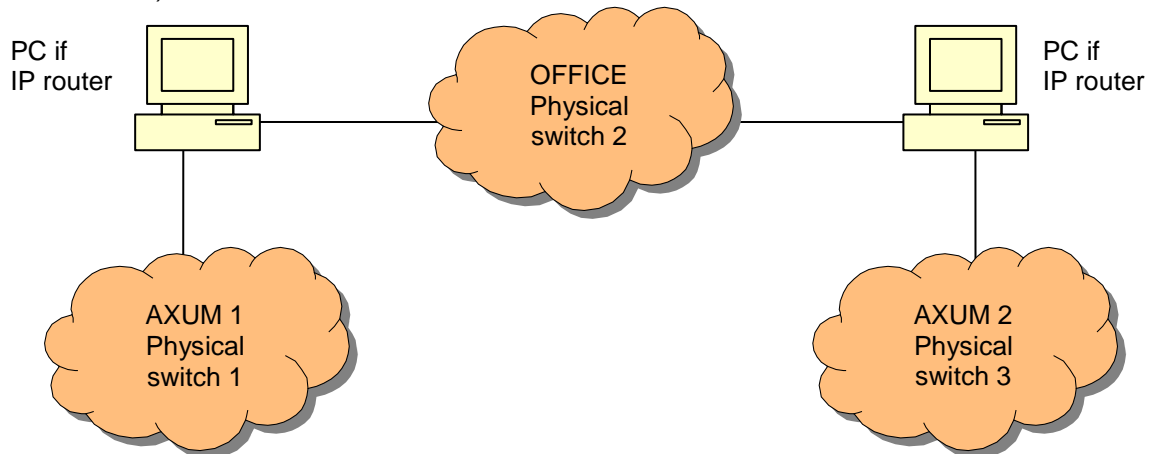 PC if
IP router
OFFICE
Physical
switch 2
PC if
IP router
AXUM 1
Physical
switch 1
AXUM 2
Physical
switch 3